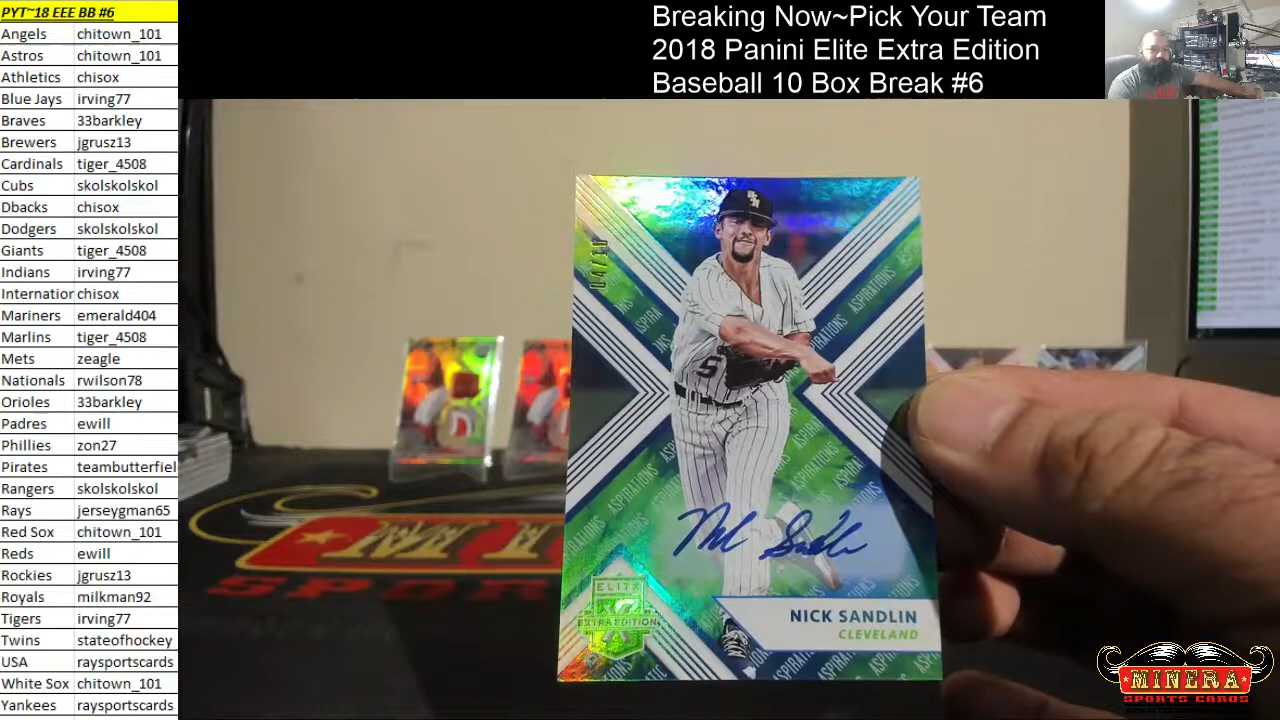 PYT~18 EEE BB #6
Angels chitown_101
Astros chitown_101
Athletics chisox
Blue Jays irving77
Braves 33barkley
Brewers jgrusz13
Cardinals tiger_4508
Cubs skolskolskol
Dbacks chisox
Dodgers skolskolskol
Giants tiger_4508
Indians irving77
Internation chisox
Mariners emerald404
Marlins tiger_4508
Mets zeagle
Nationals rwilson78
Orioles 33barkley
Padres ewill
Phillies zon27
Pirates teambutterfiel
Rangers skolskolskol
Rays jerseygman65
Red Sox chitown_101
Reds ewill
Rockies jgrusz13
Royals milkman92
Tigers irving77
Twins stateofhockey
USA raysportscards
White Sox chitown_101
Yankees raysportscards
Breaking Now~Pick Your Team
2018 Panini Elite Extra Edition
Baseball 10 Box Break #6
ASPIRATIONS
ASPIRATIONS
ASPIRATIONS
ASPIRATIONS
5
ELITE
EXTRA EDITION
NICK SANDLIN
CLEVELAND
MINERA
SPORTS CARDS